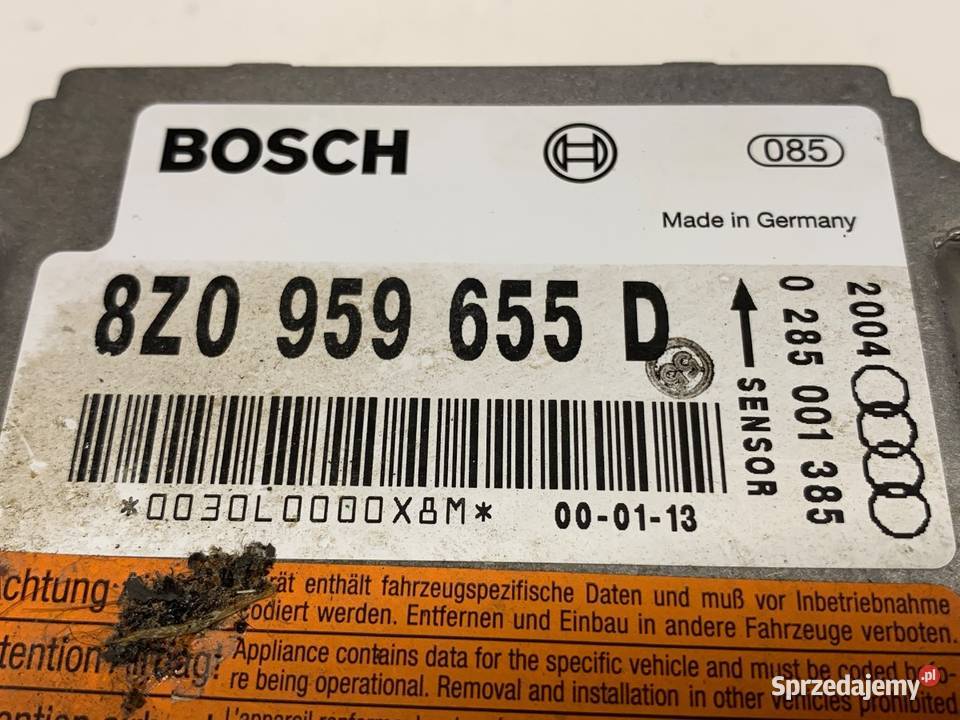 BOSCH
085
Made in Germany
8Z0 959 655 D
SENSOR
0 285 001 385
2004
*0030L0000X8M*
00-01-13
chtung
rät enthält fahrzeugspezifische Daten und muß vor Inbetriebnahme
codiert werden. Entfernen und Einbau in andere Fahrzeuge verboten.
tention Airbag! Appliance contains data for the specific vehicle and must be coded
re being operational. Removal and installation in other vehicles prohibited
L'appareil
Sprzedajemy.pl